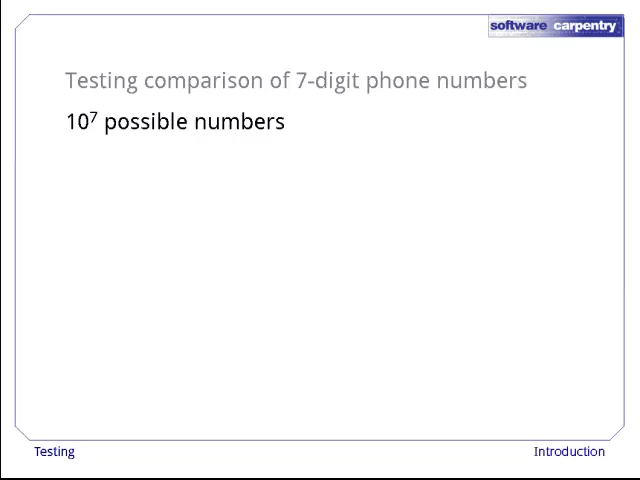 software carpentry
Testing comparison of 7-digit phone numbers
10⁷ possible numbers
Testing
Introduction